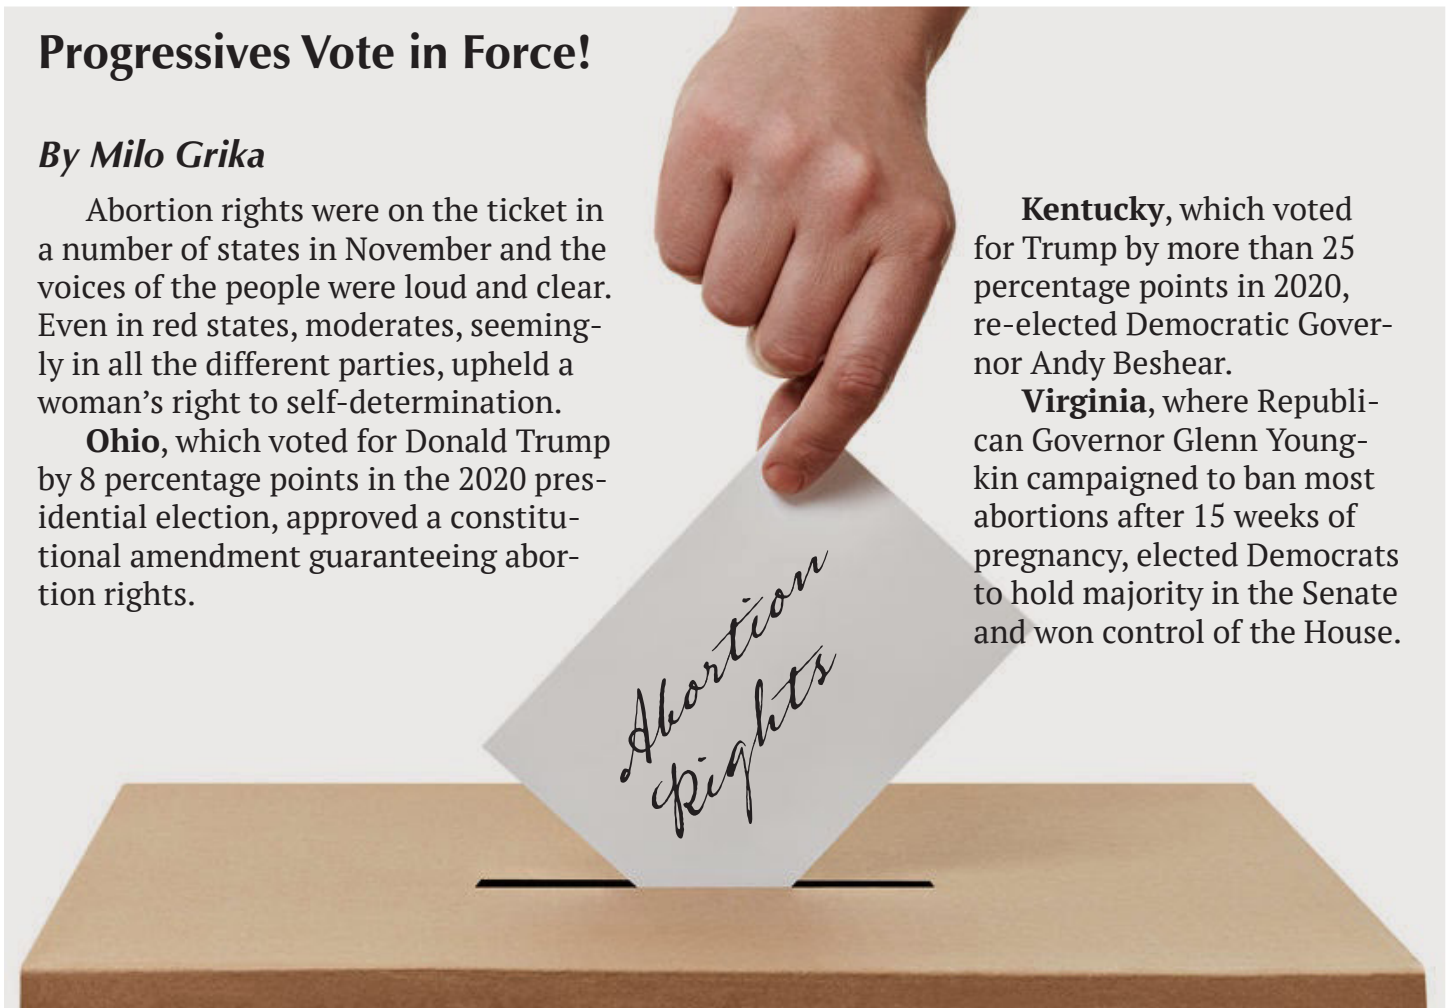 Progressives Vote in Force!
By Milo Grika
Abortion rights were on the ticket in
a number of states in November and the
voices of the people were loud and clear.
Even in red states, moderates, seeming-
ly in all the different parties, upheld a
woman's right to self-determination.
Ohio, which voted for Donald Trump
by 8 percentage points in the 2020 pres-
idential election, approved a constitu-
tional amendment guaranteeing abor-
tion rights.
Kentucky, which voted
for Trump by more than 25
percentage points in 2020,
re-elected Democratic Gover-
nor Andy Beshear.
Virginia, where Republi-
can Governor Glenn Young-
kin campaigned to ban most
abortions after 15 weeks of
pregnancy, elected Democrats
to hold majority in the Senate
and won control of the House.
Abortion
Rights